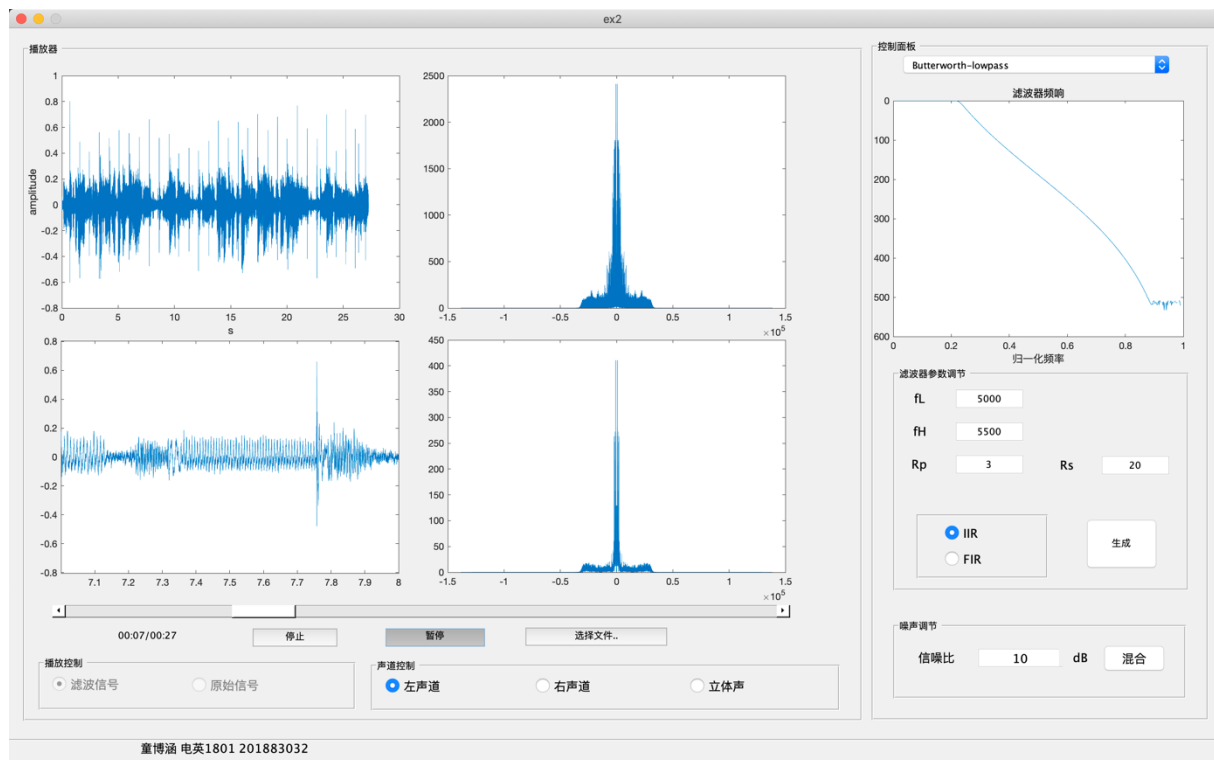 ex2
播放器
1
0.8
0.6
0.4
0.2
0
-0.2
-0.4
-0.6
-0.8
amplitude
0 5 10 15 20 25 30
s
2500
2000
1500
1000
500
0
-1.5 -1 -0.5 0 0.5 1 1.5
×10^5
0.8
0.6
0.4
0.2
0
-0.2
-0.4
-0.6
-0.8
7.1 7.2 7.3 7.4 7.5 7.6 7.7 7.8 7.9 8
450
400
350
300
250
200
150
100
50
0
-1.5 -1 -0.5 0 0.5 1 1.5
×10^5
00:07/00:27 停止 暂停 选择文件..
播放控制
滤波信号 原始信号
声道控制
左声道 右声道 立体声
控制面板
Butterworth-lowpass
滤波器频响
0
100
200
300
400
500
600
0 0.2 0.4 0.6 0.8 1
归一化频率
滤波器参数调节
fL 5000
fH 5500
Rp 3 Rs 20
IIR
FIR
生成
噪声调节
信噪比 10 dB 混合
童博涵 电英1801 201883032